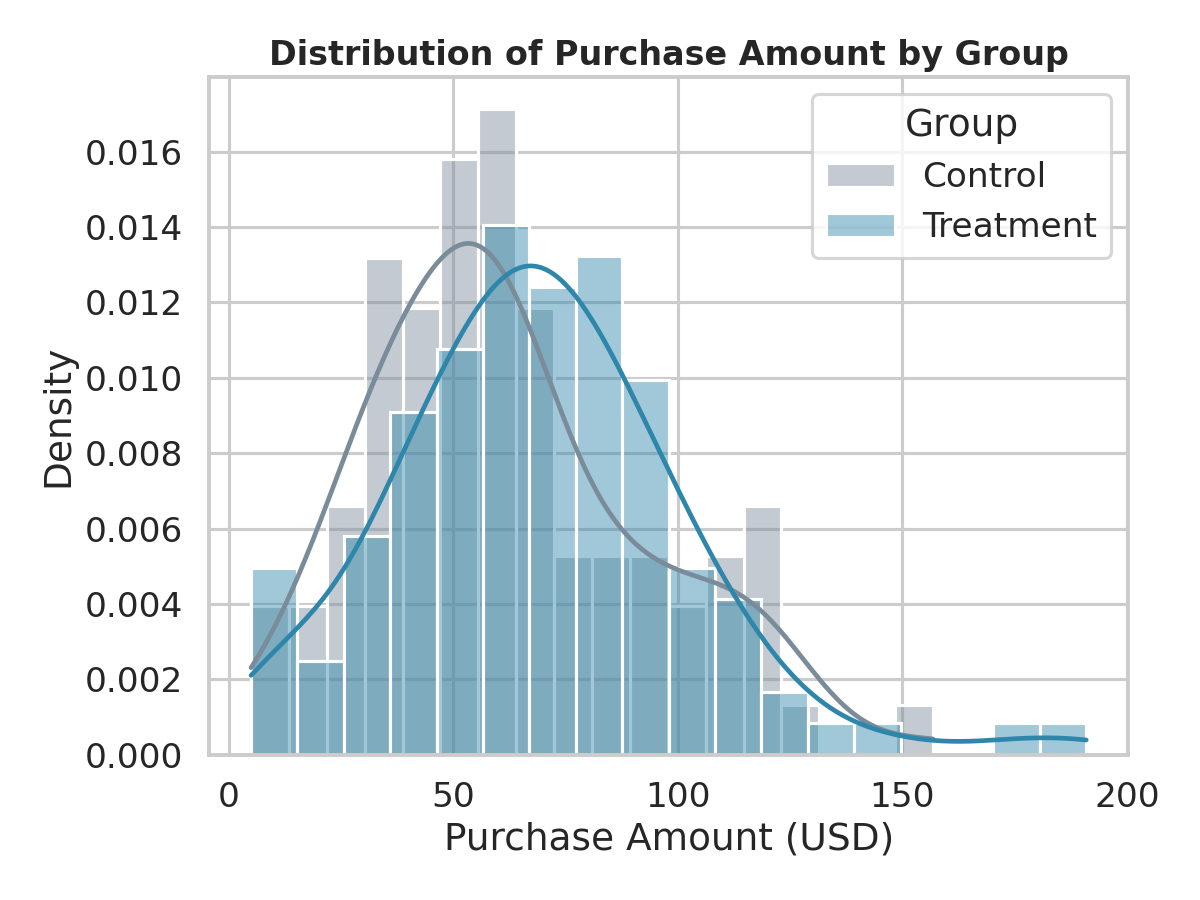 Distribution of Purchase Amount by Group
Group
Control
Treatment
Density
0.016
0.014
0.012
0.010
0.008
0.006
0.004
0.002
0.000
0 50 100 150 200
Purchase Amount (USD)